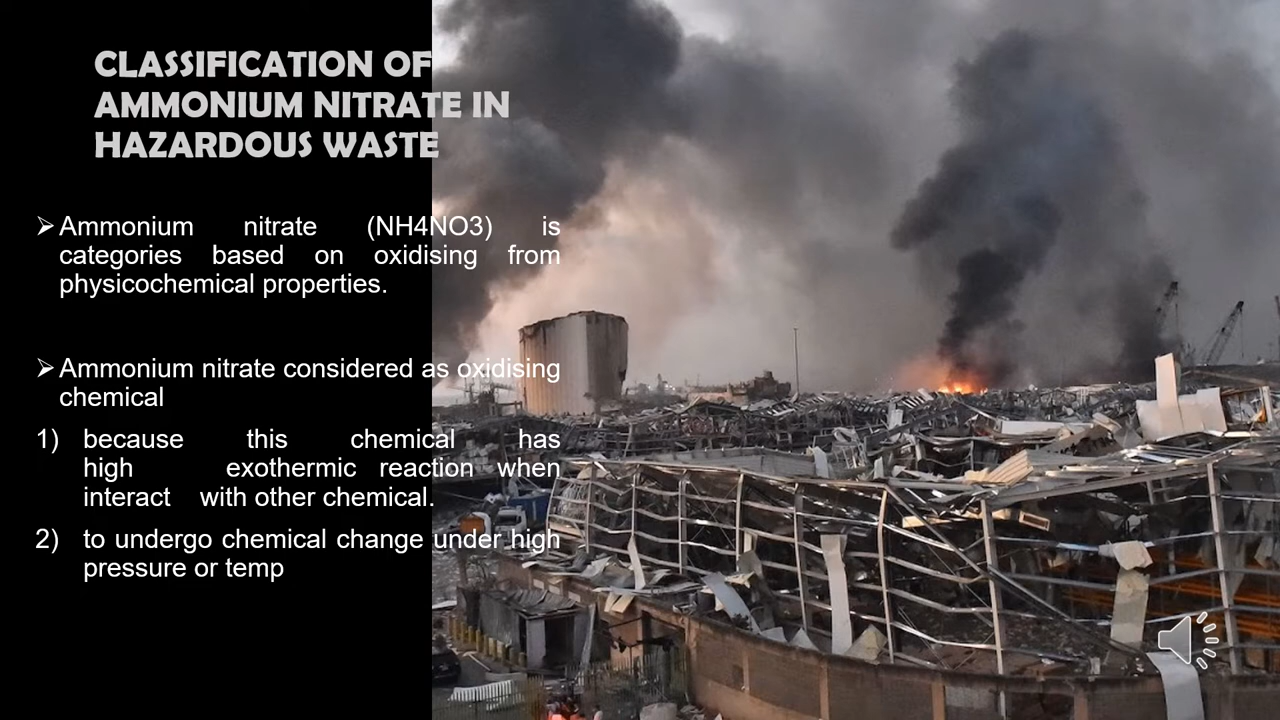 CLASSIFICATION OF
AMMONIUM NITRATE IN
HAZARDOUS WASTE
➢ Ammonium nitrate (NH4NO3) is
categories based on oxidising from
physicochemical properties.
➢ Ammonium nitrate considered as oxidising
chemical
1) because this chemical has
high exothermic reaction when
interact with other chemical.
2) to undergo chemical change under high
pressure or temp